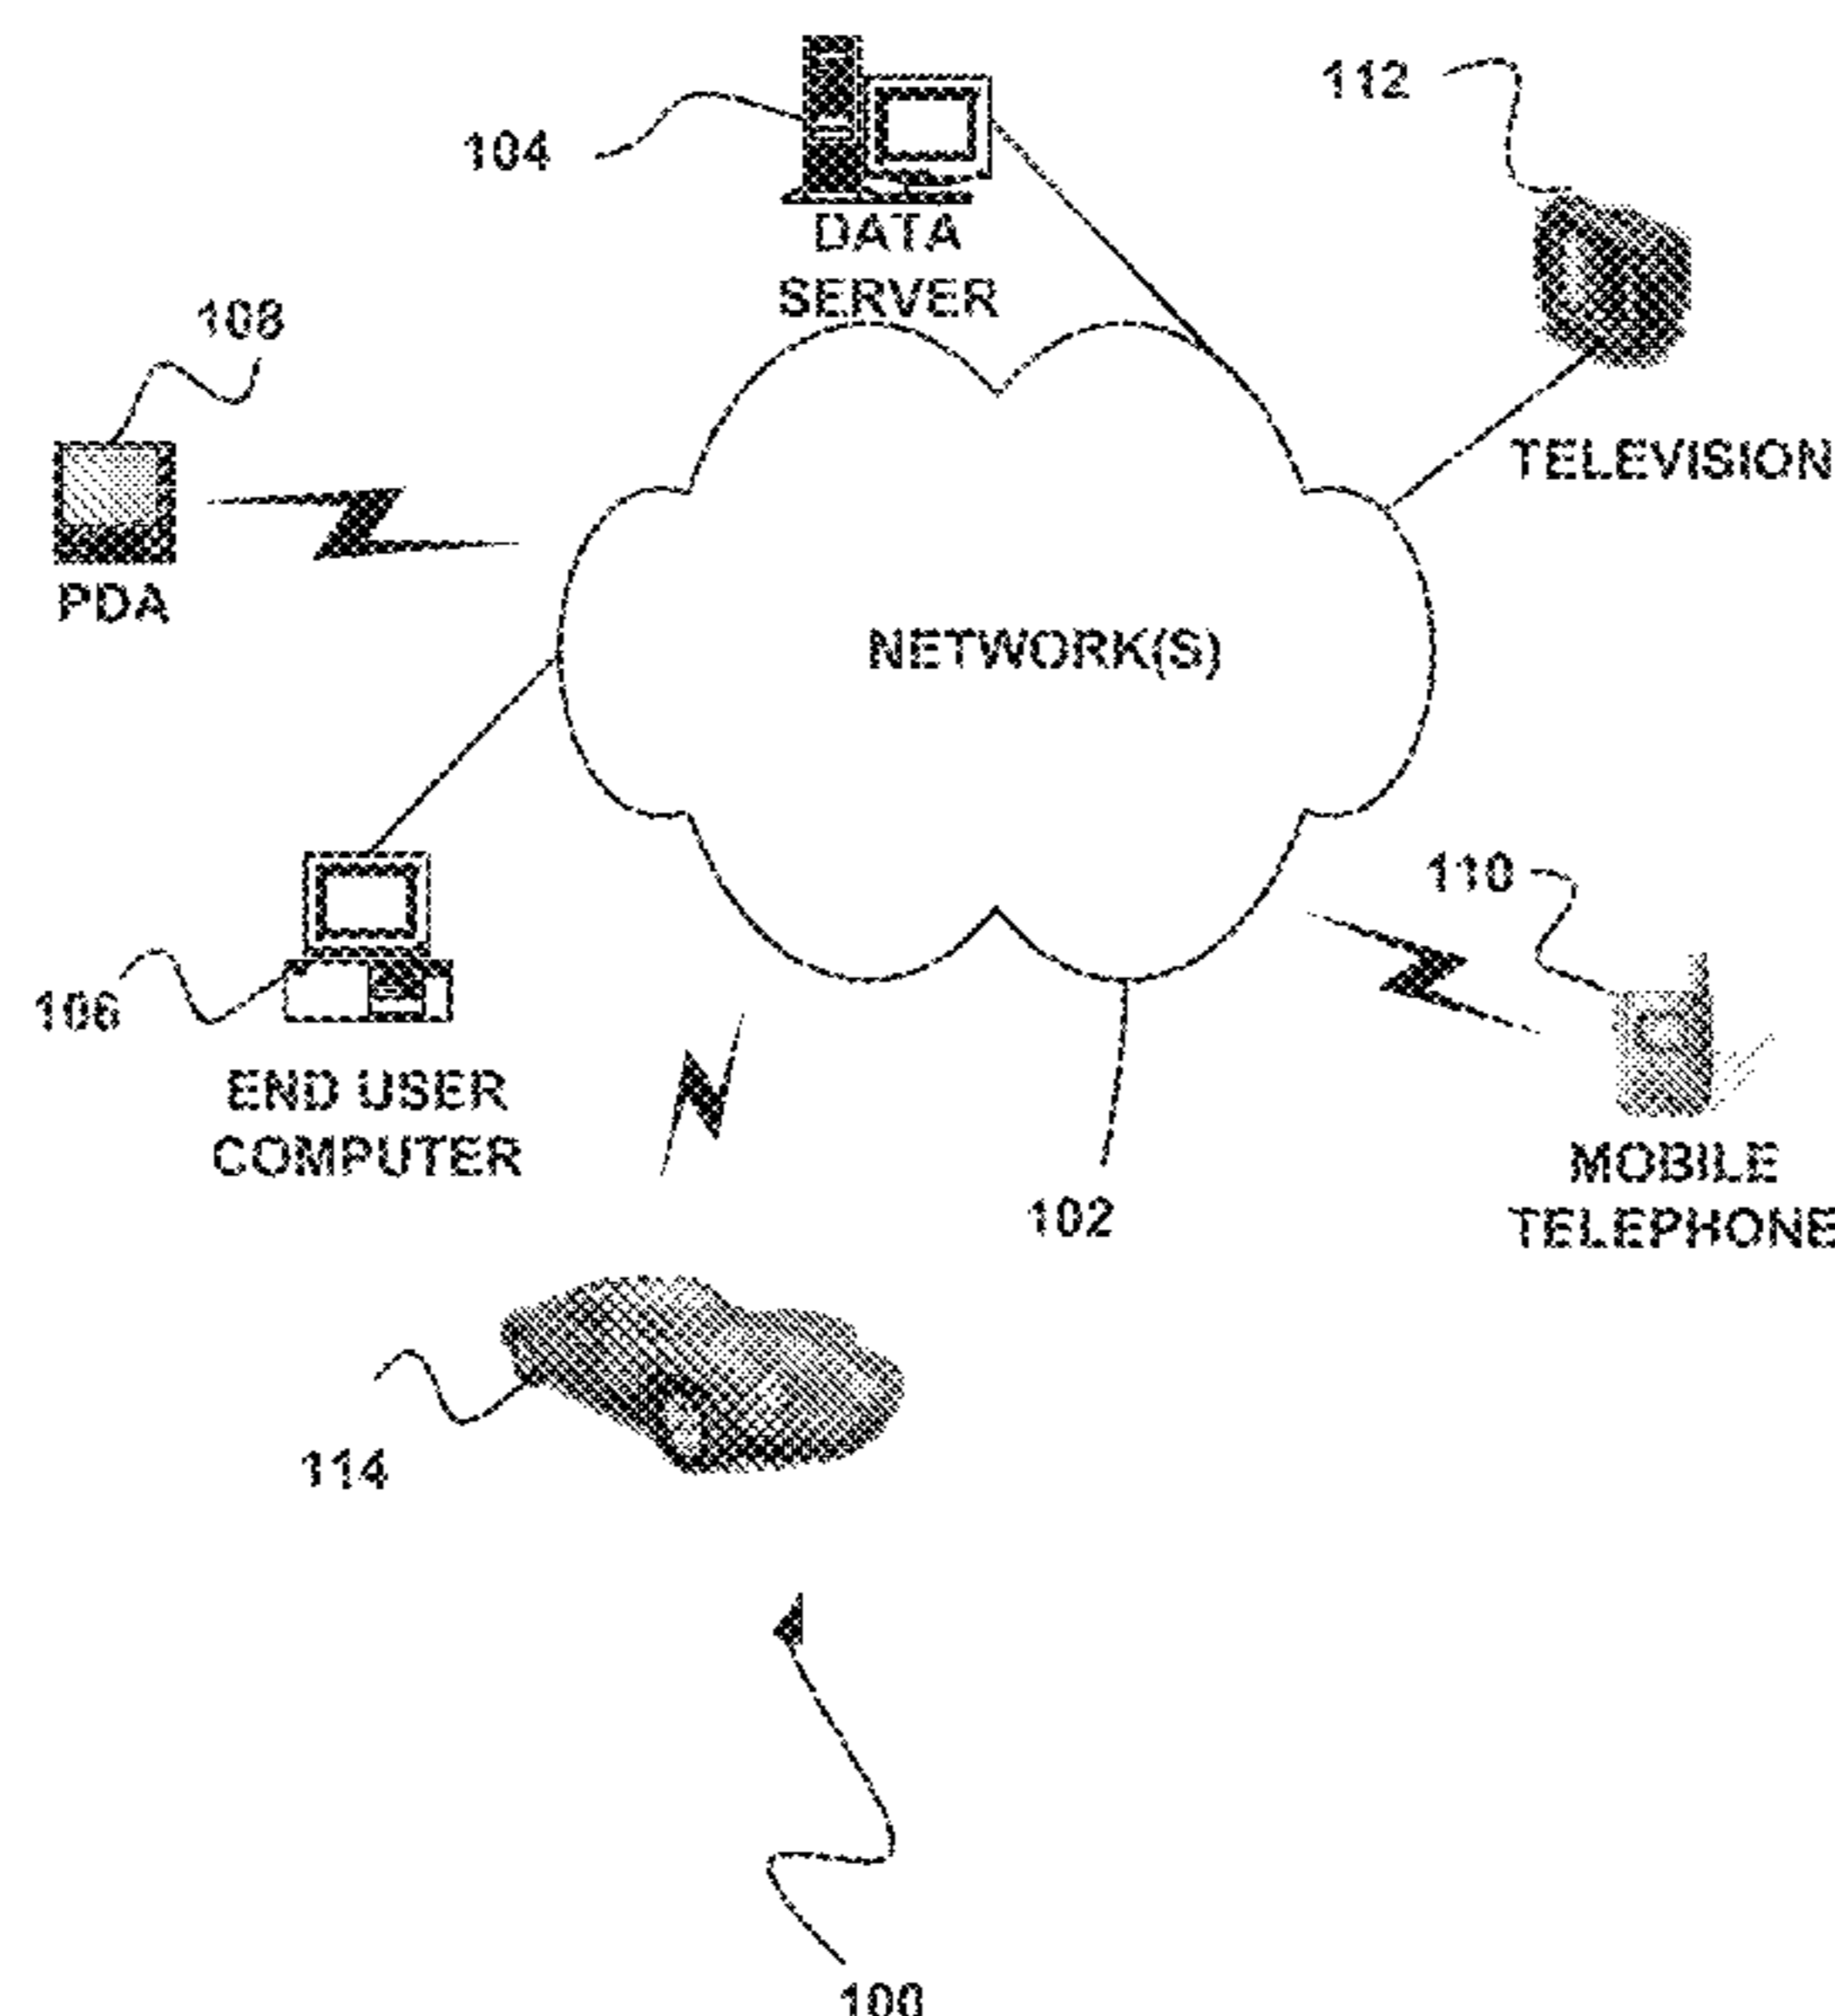 112
104
DATA
SERVER
108
TELEVISION
PDA
NETWORK(S)
110
106
END USER
COMPUTER
MOBILE
TELEPHONE
102
114
100